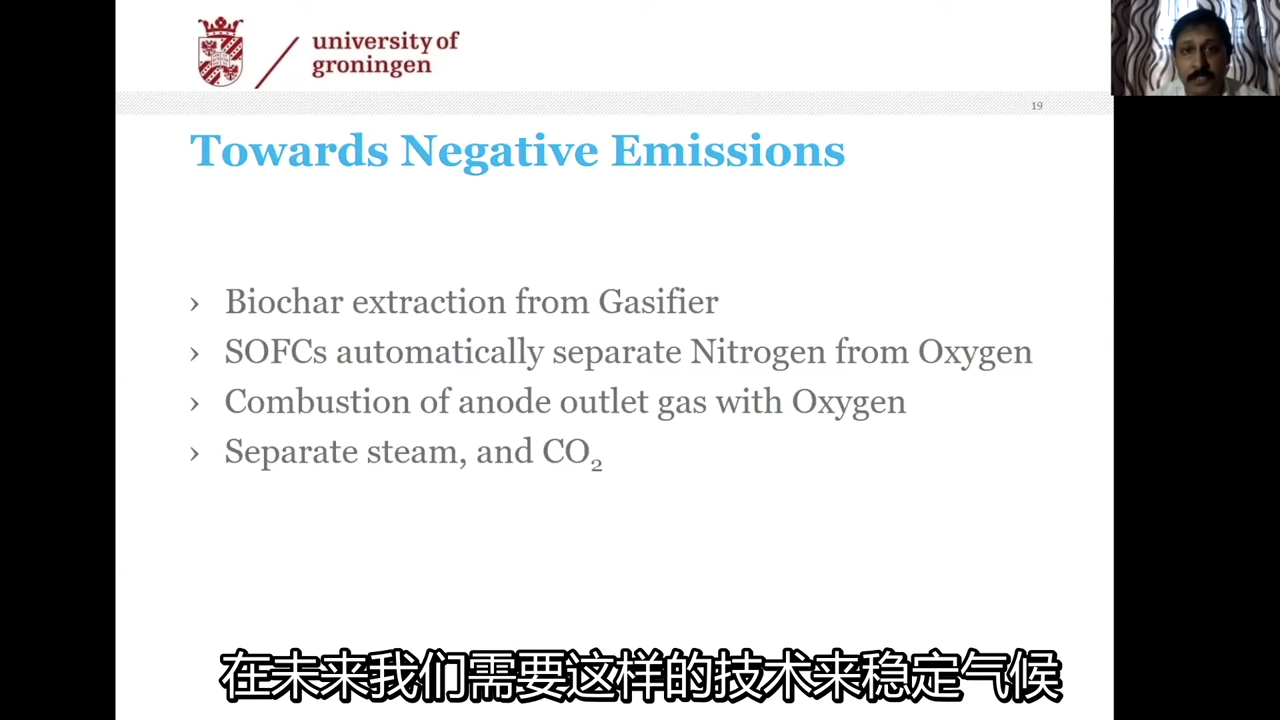 university of
groningen
19
Towards Negative Emissions
› Biochar extraction from Gasifier
› SOFCs automatically separate Nitrogen from Oxygen
› Combustion of anode outlet gas with Oxygen
› Separate steam, and CO₂
在未来我们需要这样的技术来稳定气候